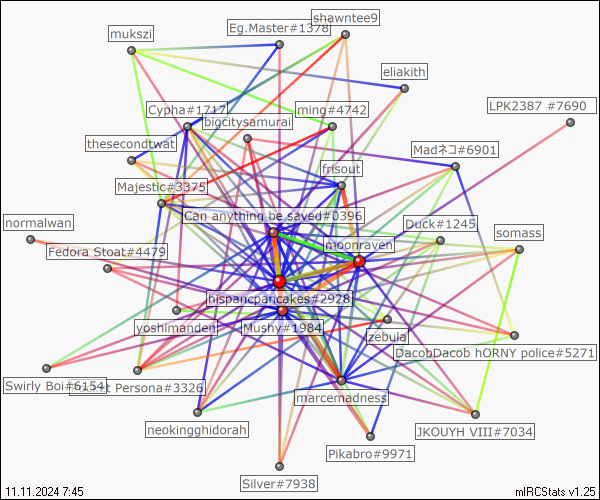 shawntee9
Eg.Master#1378
mukszi
eliakith
LPK2387 #7690
Cypha#1717
ming#4742
bigcitysamurai
thesecondtwat
Madネコ#6901
frisout
Majestic#3375
Can anything be saved#0396
normalwan
Duck#1245
somass
moonraven
Fedora Stoat#4479
hispancpancakes#2928
yoshimanden
Mushy#1984
zebula
DacobDacob hORNY police#5271
Swirly Boi#6154
Persona#3326
marcemadness
neokingghidorah
JKOUYH VIII#7034
Pikabro#9971
Silver#7938
11.11.2024 7:45
mIRCStats v1.25